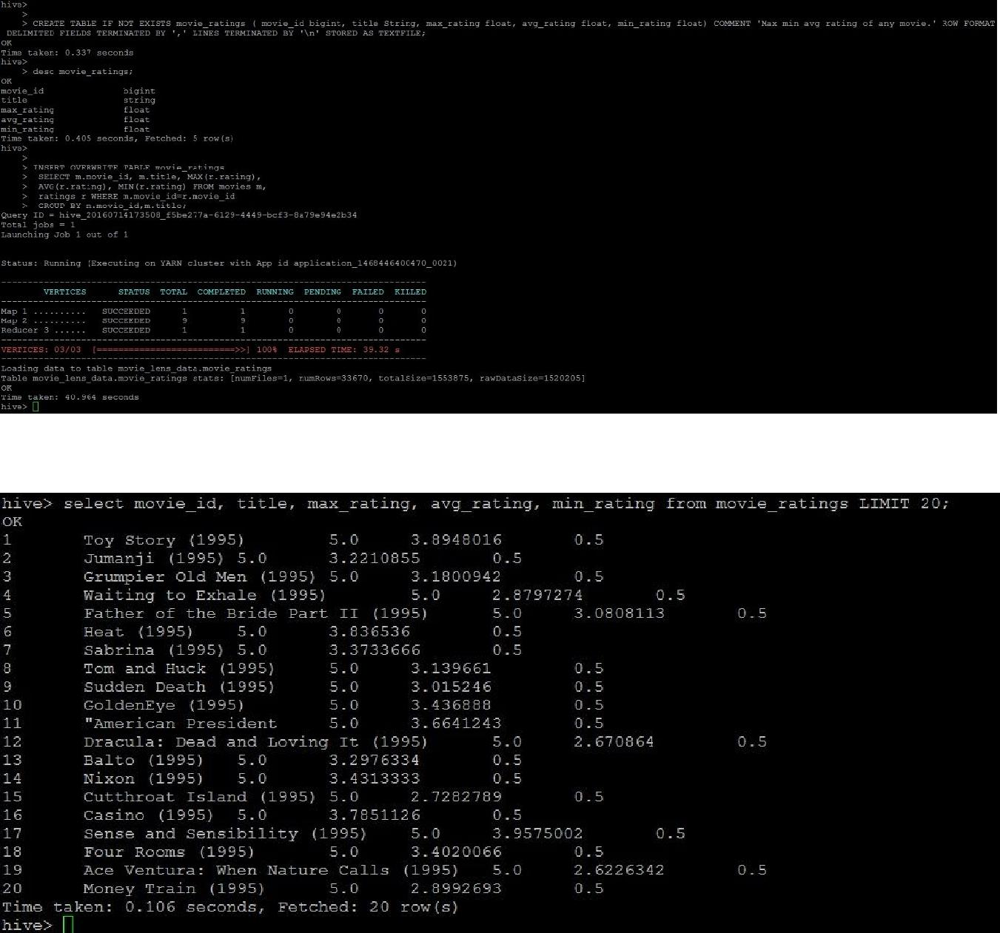 hive>
>
> CREATE TABLE IF NOT EXISTS movie_ratings ( movie_id bigint, title String, max_rating float, avg_rating float, min_rating float) COMMENT 'Max min avg rating of any movie.' ROW FORMAT
DELIMITED FIELDS TERMINATED BY ',' LINES TERMINATED BY '\n' STORED AS TEXTFILE;
OK
Time taken: 0.337 seconds
hive>
> desc movie_ratings;
OK
movie_id bigint
title string
max_rating float
avg_rating float
min_rating float
Time taken: 0.405 seconds, Fetched: 5 row(s)
hive>
>
> INSERT OVERWRITE TABLE movie_ratings
> SELECT m.movie_id, m.title, MAX(r.rating),
> AVG(r.rating), MIN(r.rating) FROM movies m,
> ratings r WHERE m.movie_id=r.movie_id
> GROUP BY m.movie_id,m.title;
Query ID = hive_20160714173508_f5be277a-6129-4449-bcf3-8a79e94e2b34
Total jobs = 1
Launching Job 1 out of 1
Status: Running (Executing on YARN cluster with App id application_1468446400470_0021)
--------------------------------------------------------------------------------
VERTICES STATUS TOTAL COMPLETED RUNNING PENDING FAILED KILLED
--------------------------------------------------------------------------------
Map 1 .......... SUCCEEDED 1 1 0 0 0 0
Map 2 .......... SUCCEEDED 9 9 0 0 0 0
Reducer 3 ...... SUCCEEDED 1 1 0 0 0 0
--------------------------------------------------------------------------------
VERTICES: 03/03 [==========================>>] 100% ELAPSED TIME: 39.32 s
--------------------------------------------------------------------------------
Loading data to table movie_lens_data.movie_ratings
Table movie_lens_data.movie_ratings stats: [numFiles=1, numRows=33670, totalSize=1553875, rawDataSize=1520205]
OK
Time taken: 40.964 seconds
hive>
hive> select movie_id, title, max_rating, avg_rating, min_rating from movie_ratings LIMIT 20;
OK
1 Toy Story (1995) 5.0 3.8948016 0.5
2 Jumanji (1995) 5.0 3.2210855 0.5
3 Grumpier Old Men (1995) 5.0 3.1800942 0.5
4 Waiting to Exhale (1995) 5.0 2.8797274 0.5
5 Father of the Bride Part II (1995) 5.0 3.0808113 0.5
6 Heat (1995) 5.0 3.836536 0.5
7 Sabrina (1995) 5.0 3.3733666 0.5
8 Tom and Huck (1995) 5.0 3.139661 0.5
9 Sudden Death (1995) 5.0 3.015246 0.5
10 GoldenEye (1995) 5.0 3.436888 0.5
11 "American President 5.0 3.6641243 0.5
12 Dracula: Dead and Loving It (1995) 5.0 2.670864 0.5
13 Balto (1995) 5.0 3.2976334 0.5
14 Nixon (1995) 5.0 3.4313333 0.5
15 Cutthroat Island (1995) 5.0 2.7282789 0.5
16 Casino (1995) 5.0 3.7851126 0.5
17 Sense and Sensibility (1995) 5.0 3.9575002 0.5
18 Four Rooms (1995) 5.0 3.4020066 0.5
19 Ace Ventura: When Nature Calls (1995) 5.0 2.6226342 0.5
20 Money Train (1995) 5.0 2.8992693 0.5
Time taken: 0.106 seconds, Fetched: 20 row(s)
hive>